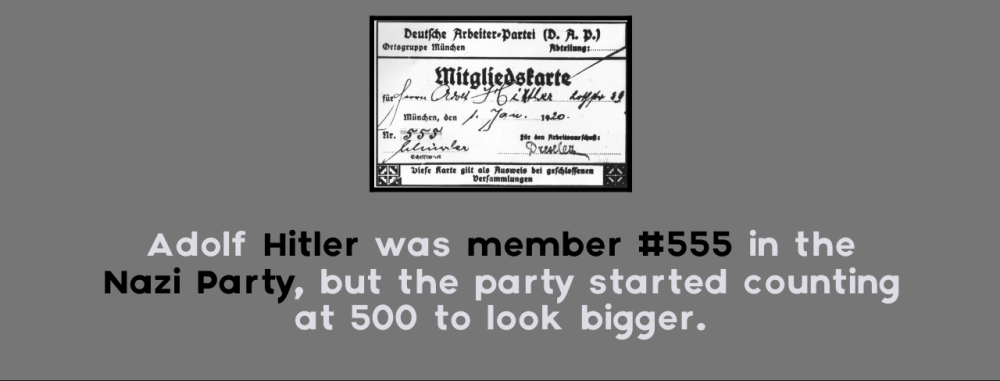 Deutsche Arbeiter-Partei (D. A. P.)
Ortsgruppe München Abteilung:
Mitgliedskarte
für Herrn Adolf Hitler
München, den 1. Jan. 1920.
Nr. 555 Für den Arbeitsausschuß:
Schriftwart
Diese Karte gilt als Ausweis bei geschlossenen
Versammlungen
Adolf Hitler was member #555 in the
Nazi Party, but the party started counting
at 500 to look bigger.